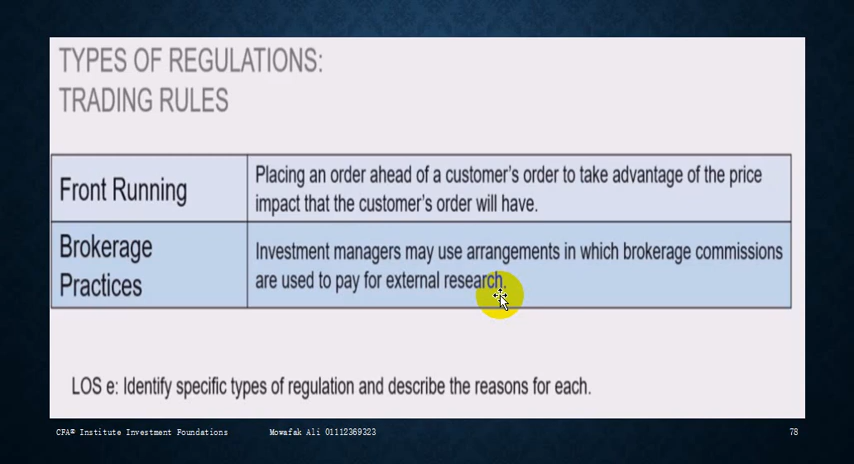 TYPES OF REGULATIONS:
TRADING RULES
Front Running
Placing an order ahead of a customer's order to take advantage of the price
impact that the customer's order will have.
Brokerage
Practices
Investment managers may use arrangements in which brokerage commissions
are used to pay for external research.
LOS e: Identify specific types of regulation and describe the reasons for each.
CFA® Institute Investment Foundations
Mowafak Ali 01112369323
78